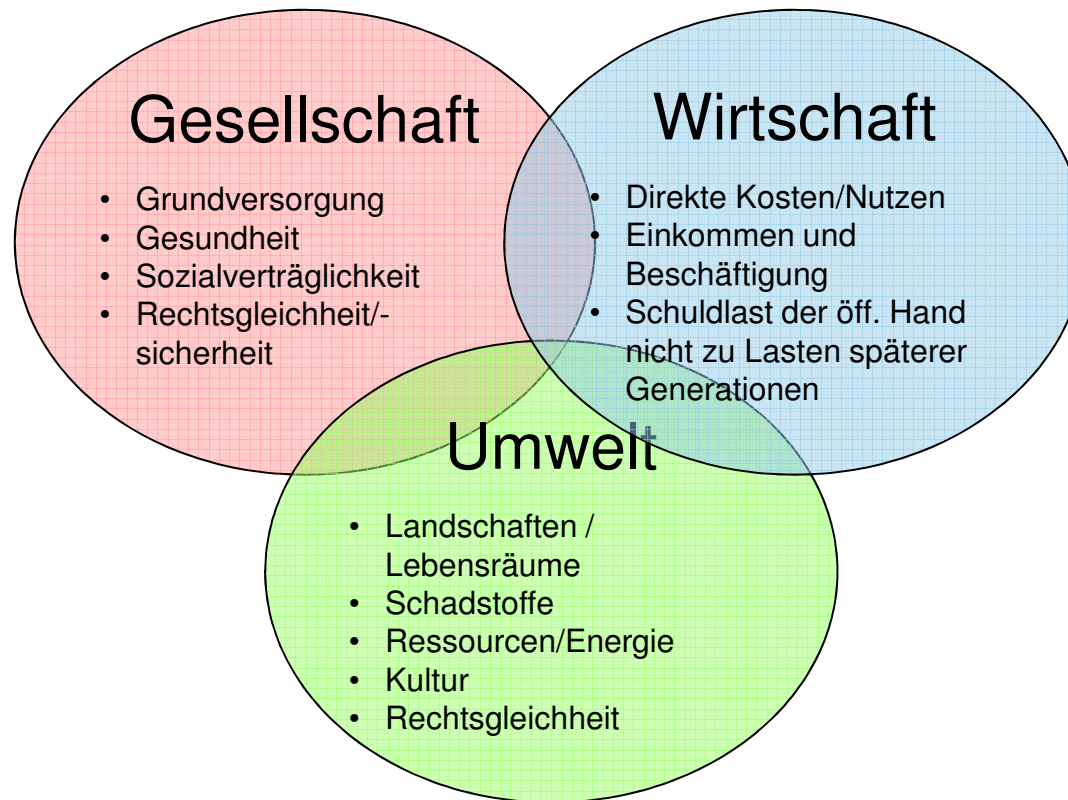 Gesellschaft
• Grundversorgung
• Gesundheit
• Sozialverträglichkeit
• Rechtsgleichheit/-
sicherheit
Wirtschaft
• Direkte Kosten/Nutzen
• Einkommen und
Beschäftigung
• Schuldlast der öff. Hand
nicht zu Lasten späterer
Generationen
Umwelt
• Landschaften /
Lebensräume
• Schadstoffe
• Ressourcen/Energie
• Kultur
• Rechtsgleichheit